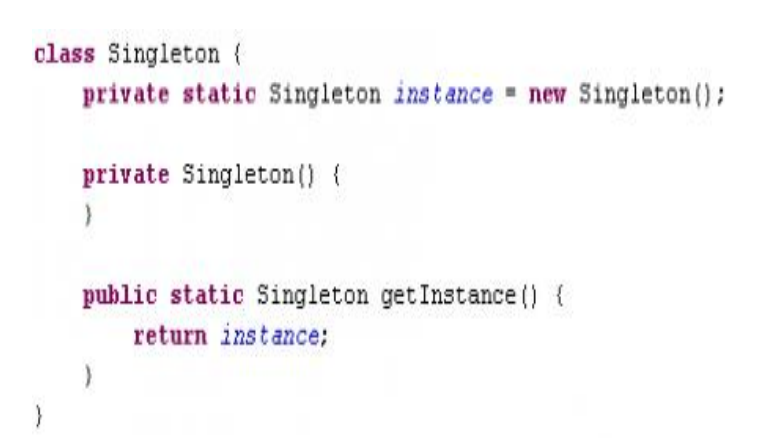 class Singleton {
    private static Singleton instance = new Singleton();
    private Singleton() {
    }
    public static Singleton getInstance() {
        return instance;
    }
}